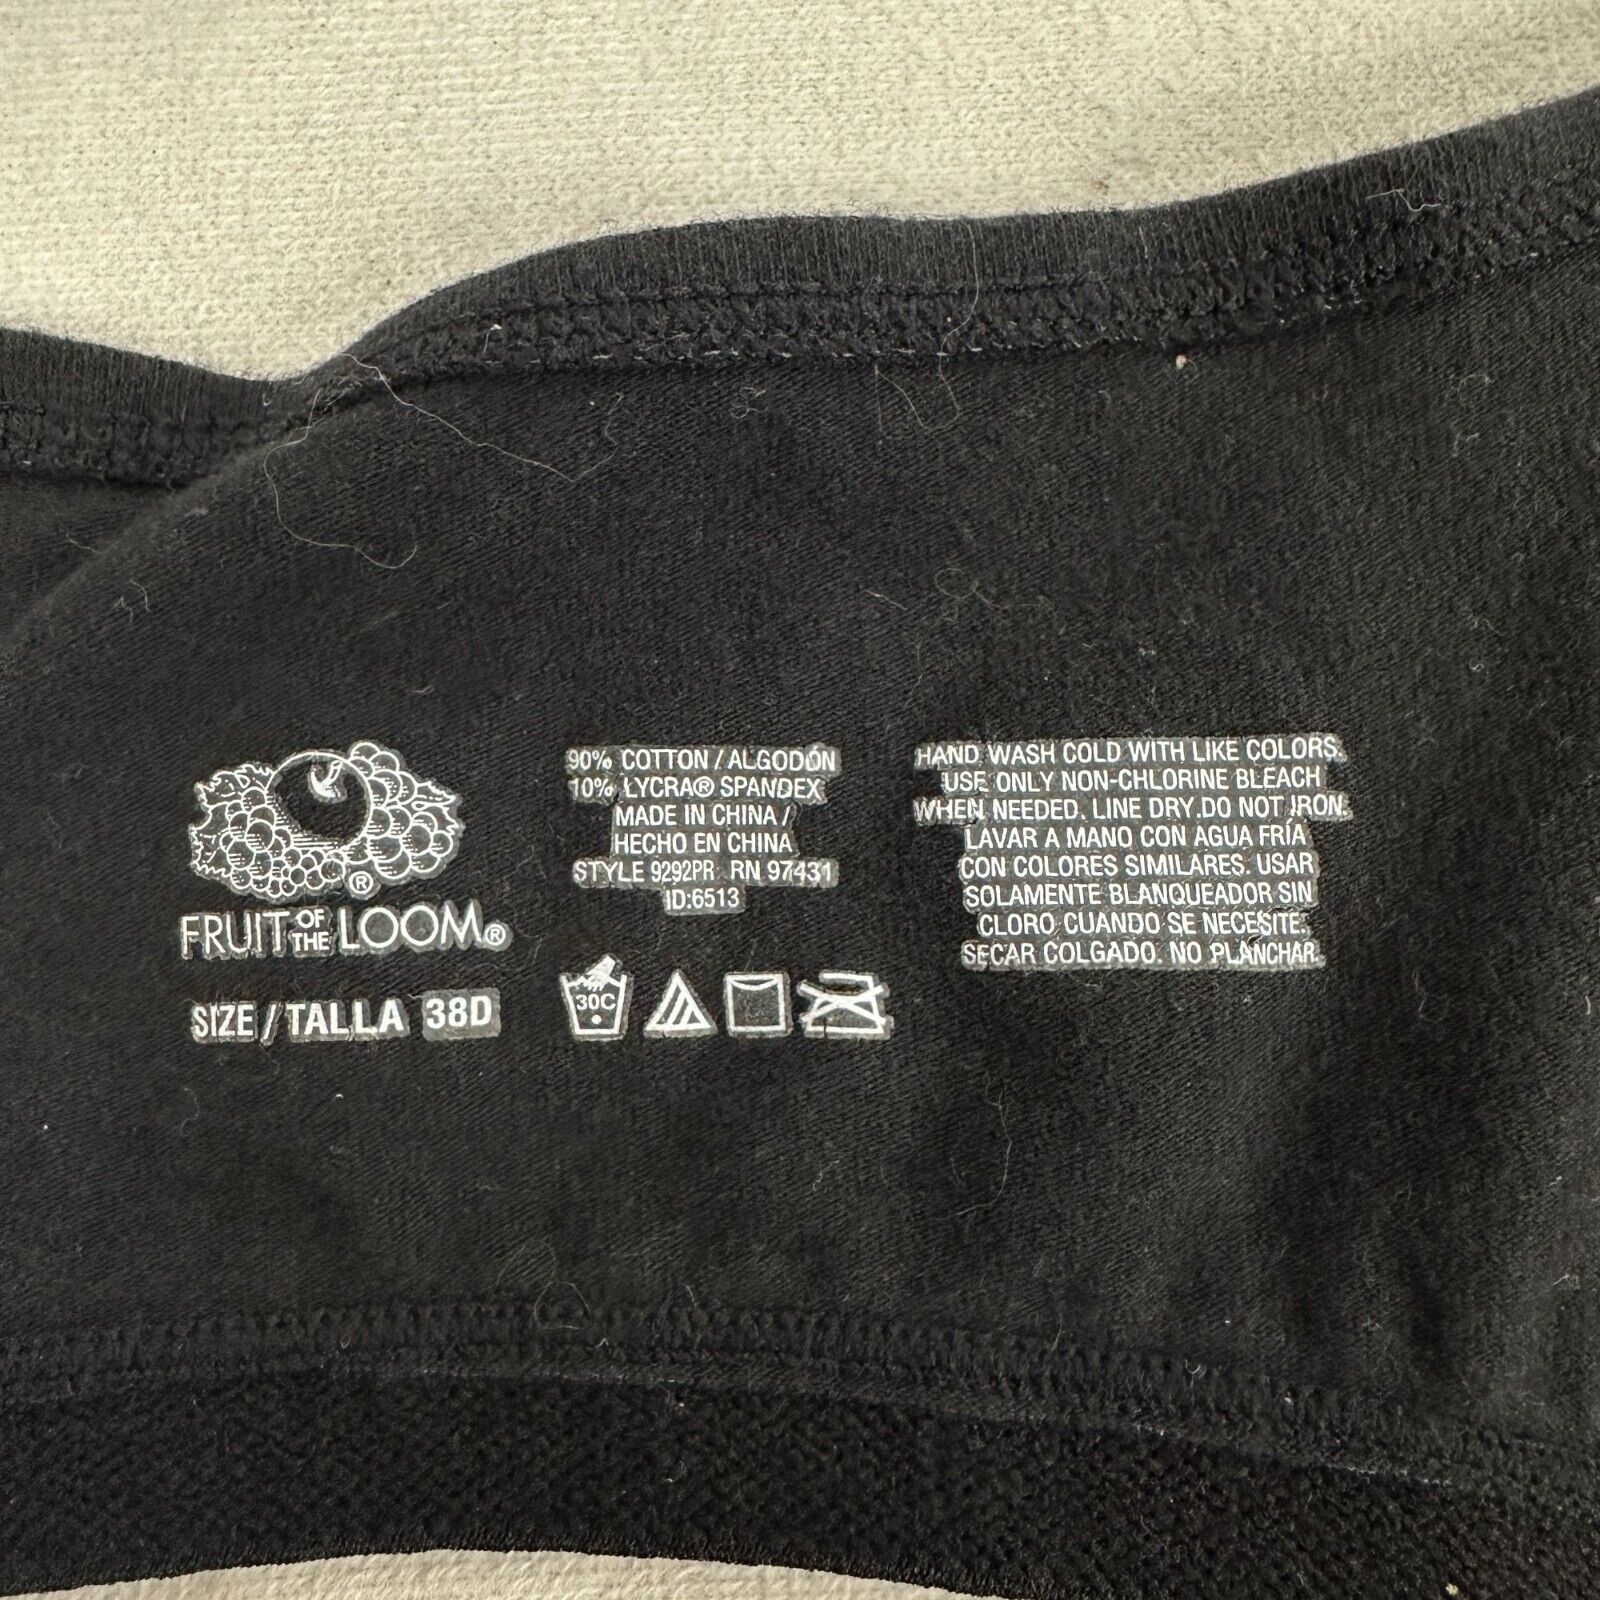 FRUIT OF THE LOOM®
SIZE / TALLA 38D
90% COTTON / ALGODÓN
10% LYCRA® SPANDEX
MADE IN CHINA /
HECHO EN CHINA
STYLE 9292PR RN 97431
ID:6513
30C
HAND WASH COLD WITH LIKE COLORS.
USE ONLY NON-CHLORINE BLEACH
WHEN NEEDED. LINE DRY.DO NOT IRON.
LAVAR A MANO CON AGUA FRÍA
CON COLORES SIMILARES. USAR
SOLAMENTE BLANQUEADOR SIN
CLORO CUANDO SE NECESITE.
SECAR COLGADO. NO PLANCHAR.